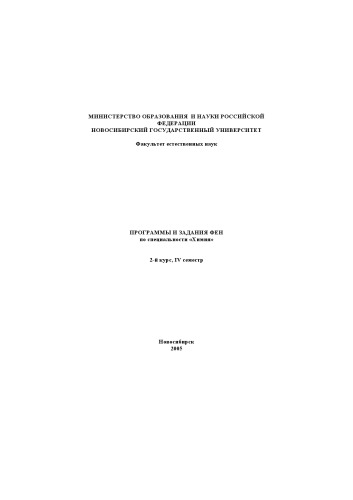 МИНИСТЕРСТВО ОБРАЗОВАНИЯ И НАУКИ РОССИЙСКОЙ
ФЕДЕРАЦИИ
НОВОСИБИРСКИЙ ГОСУДАРСТВЕННЫЙ УНИВЕРСИТЕТ
Факультет естественных наук
ПРОГРАММЫ И ЗАДАНИЯ ФЕН
по специальности «Химия»
2-й курс, IV семестр
Новосибирск
2005